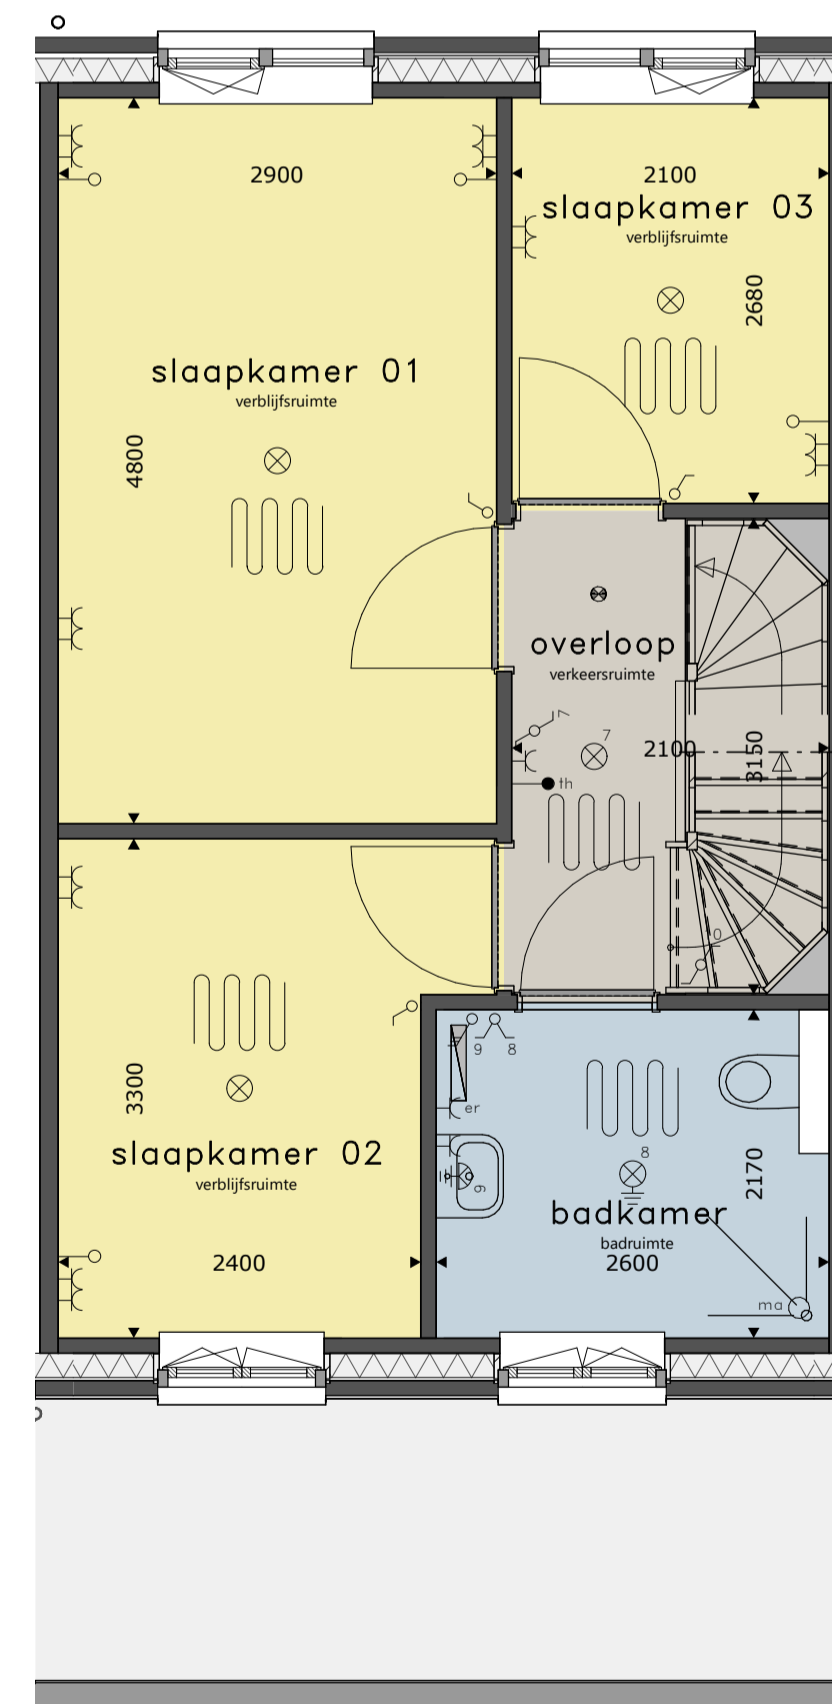 2900
2100
slaapkamer 03
verblijfsruimte
2680
slaapkamer 01
verblijfsruimte
4800
overloop
verkeersruimte
7
7
2100
3150
th
0
9
8
er
3300
slaapkamer 02
verblijfsruimte
8
9
2170
badkamer
badruimte
2400
2600
ma